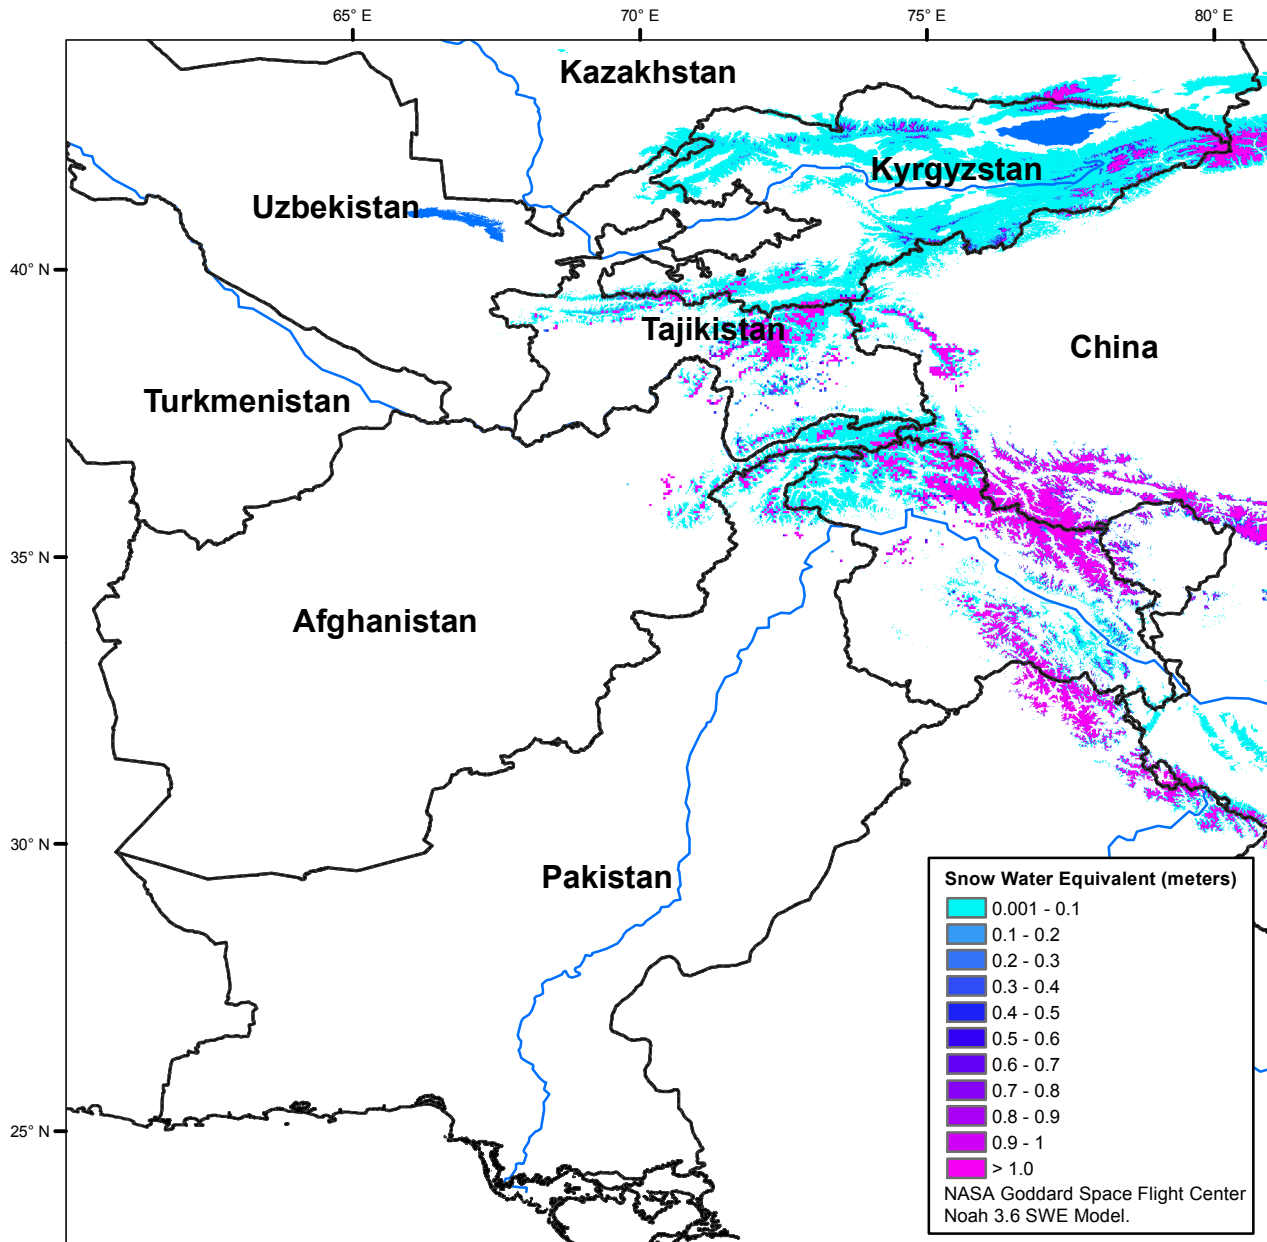 65° E
70° E
75° E
80° E
Kazakhstan
Kyrgyzstan
Uzbekistan
40° N
Tajikistan
China
Turkmenistan
35° N
Afghanistan
30° N
Pakistan
Snow Water Equivalent (meters)
0.001 - 0.1
0.1 - 0.2
0.2 - 0.3
0.3 - 0.4
0.4 - 0.5
0.5 - 0.6
0.6 - 0.7
0.7 - 0.8
0.8 - 0.9
0.9 - 1
> 1.0
25° N
NASA Goddard Space Flight Center
Noah 3.6 SWE Model.